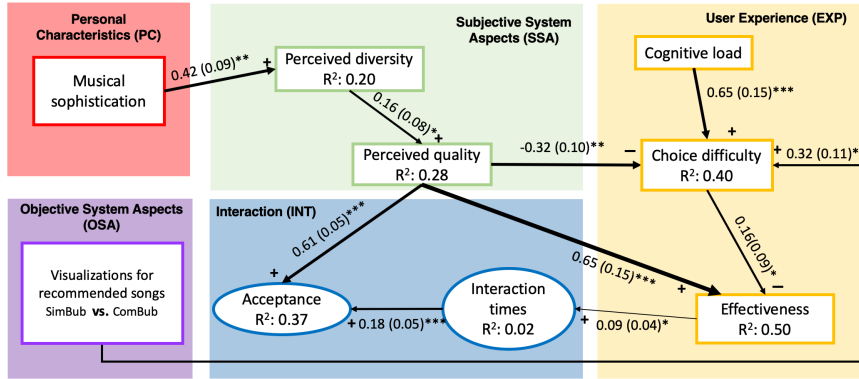 Personal
Characteristics (PC)
Musical
sophistication
0.42 (0.09)**
+
Subjective System
Aspects (SSA)
Perceived diversity
R²: 0.20
0.16 (0.08)*
+
Perceived quality
R²: 0.28
-0.32 (0.10)**
–
User Experience (EXP)
Cognitive load
0.65 (0.15)***
+
Choice difficulty
R²: 0.40
+ 0.32 (0.11)*
0.16(0.09)*
–
Objective System Aspects
(OSA)
Visualizations for
recommended songs
SimBub vs. ComBub
Interaction (INT)
0.61 (0.05)***
+
0.65 (0.15)***
+
Acceptance
R²: 0.37
+ 0.18 (0.05)***
Interaction
times
R²: 0.02
+ 0.09 (0.04)*
Effectiveness
R²: 0.50